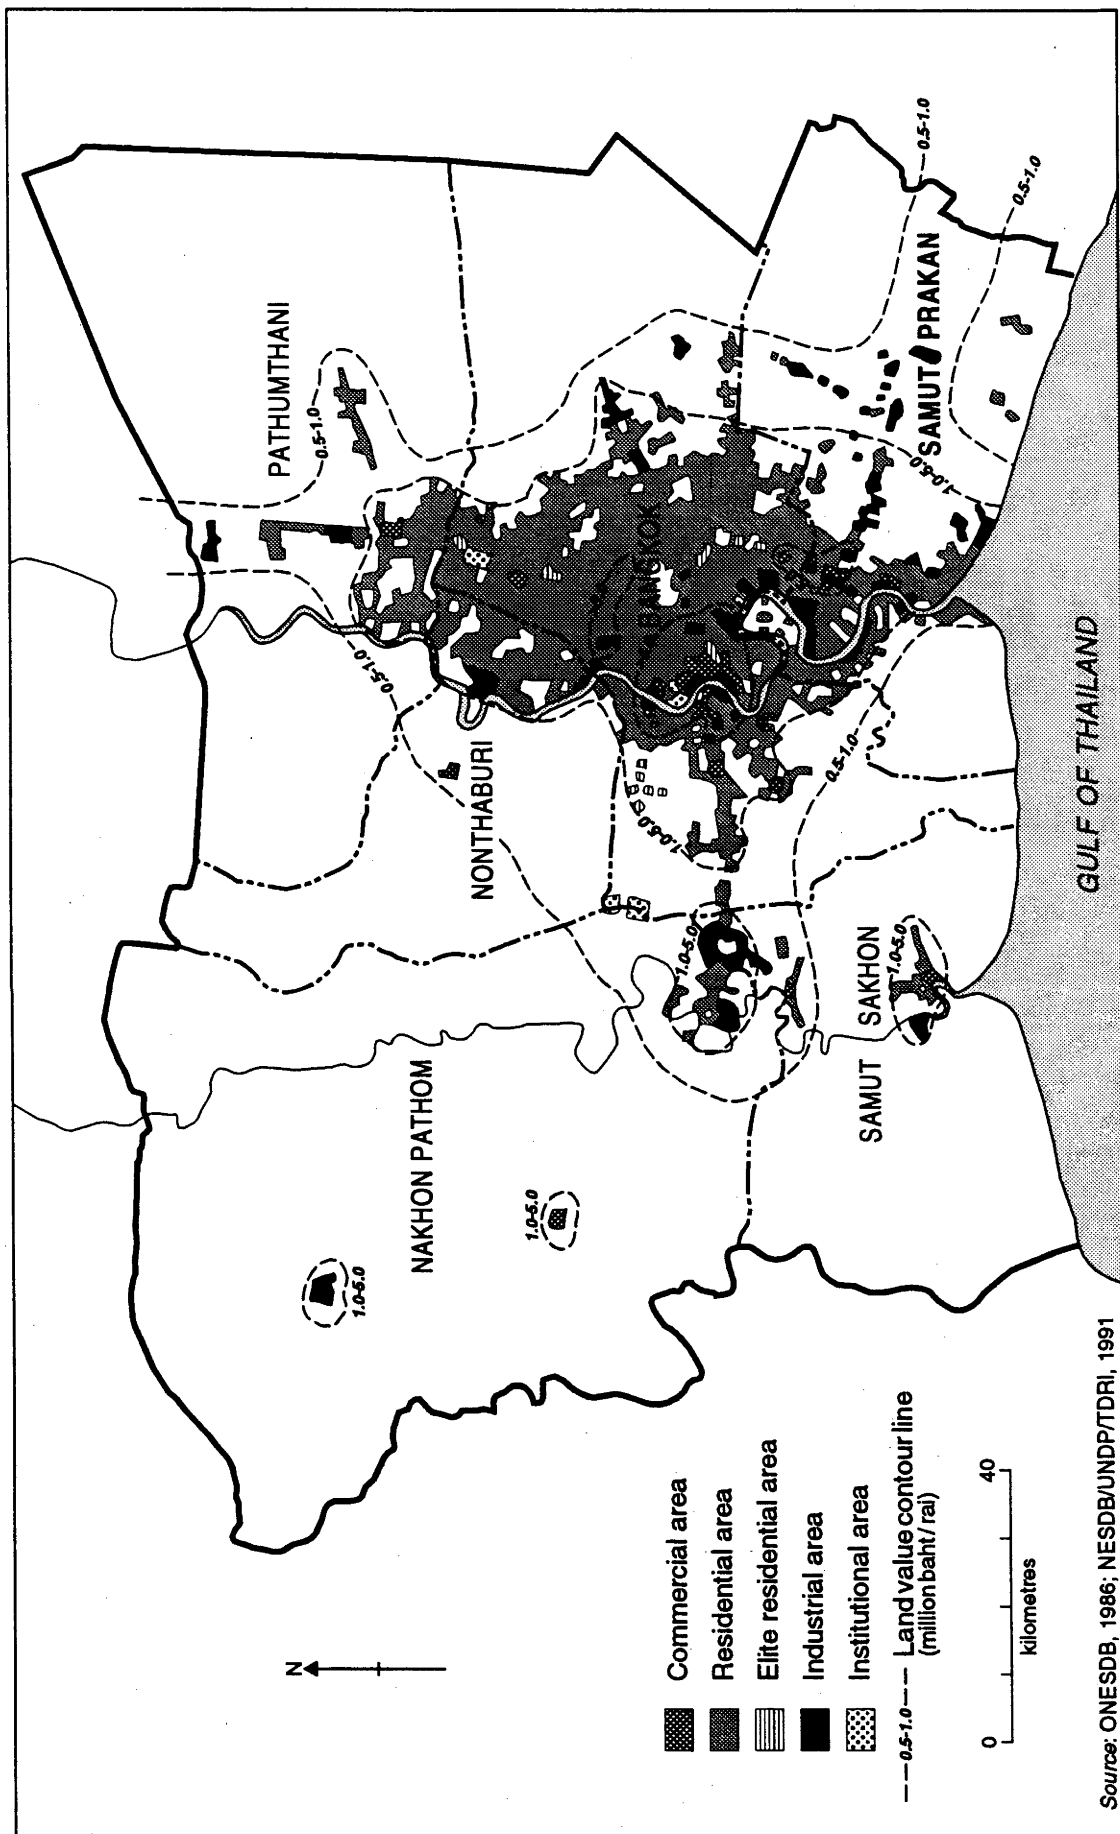 PATHUMTHANI
0.5-1.0
0.5-1.0
NONTHABURI
NAKHON PATHOM
1.0-5.0
1.0-5.0
BANGKOK
1.0-5.0
1.0-5.0
0.5-1.0
1.0-5.0
0.5-1.0
0.5-1.0
SAMUT PRAKAN
SAMUT SAKHON
1.0-5.0
GULF OF THAILAND
N
Commercial area
Residential area
Elite residential area
Industrial area
Institutional area
0.5-1.0 Land value contour line
(million baht / rai)
0 40
kilometres
Source: ONESDB, 1986; NESDB/UNDP/TDRI, 1991